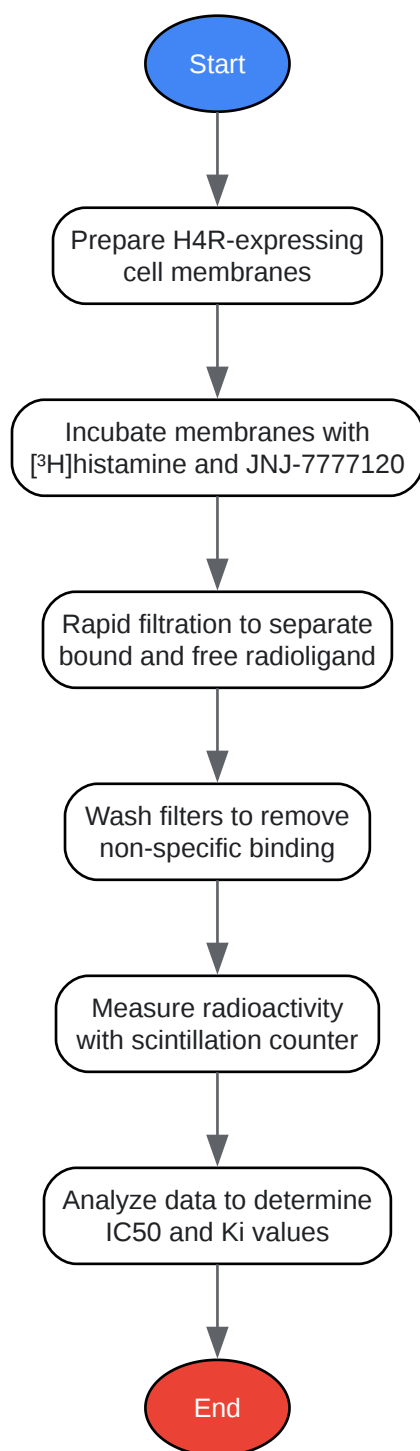 Start
Prepare H4R-expressing
cell membranes
Incubate membranes with
[³H]histamine and JNJ-7777120
Rapid filtration to separate
bound and free radioligand
Wash filters to remove
non-specific binding
Measure radioactivity
with scintillation counter
Analyze data to determine
IC50 and Ki values
End